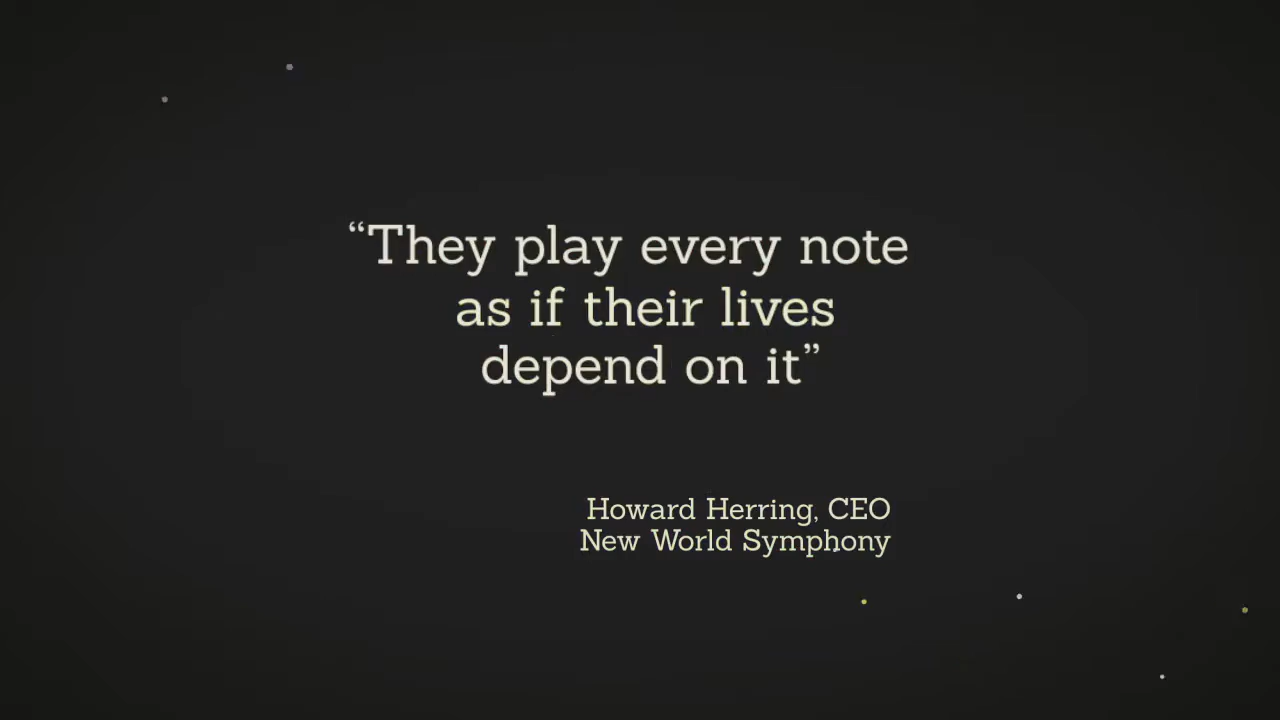 “They play every note
as if their lives
depend on it”
Howard Herring, CEO
New World Symphony